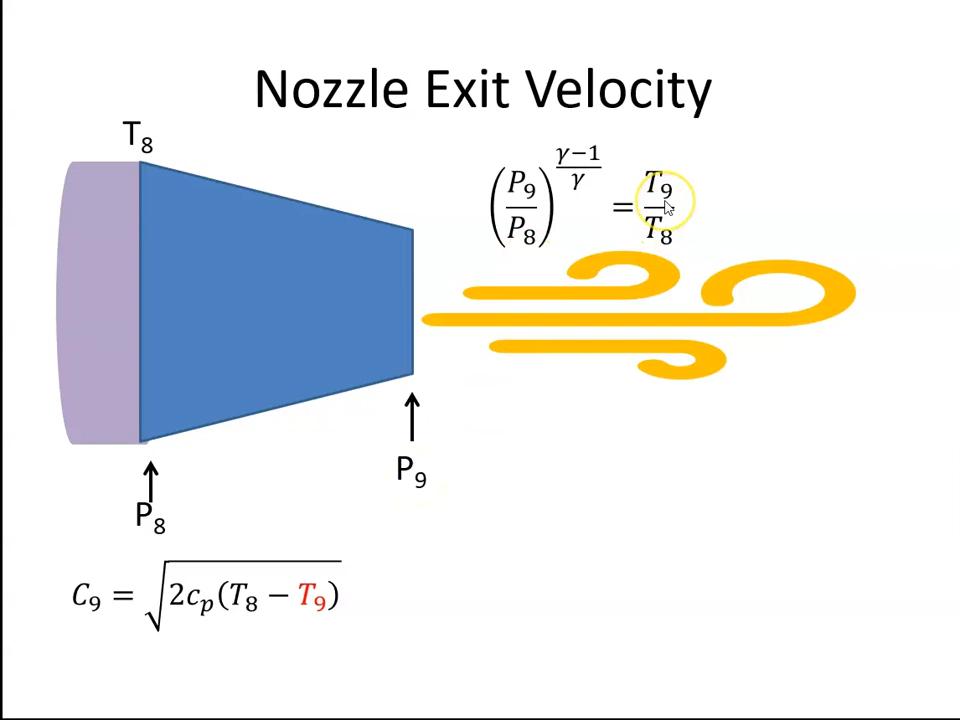 Nozzle Exit Velocity
T₈
(P₉/P₈)^((γ−1)/γ) = T₉/T₈
P₉
P₈
C₉ = √(2cₚ(T₈ − T₉))